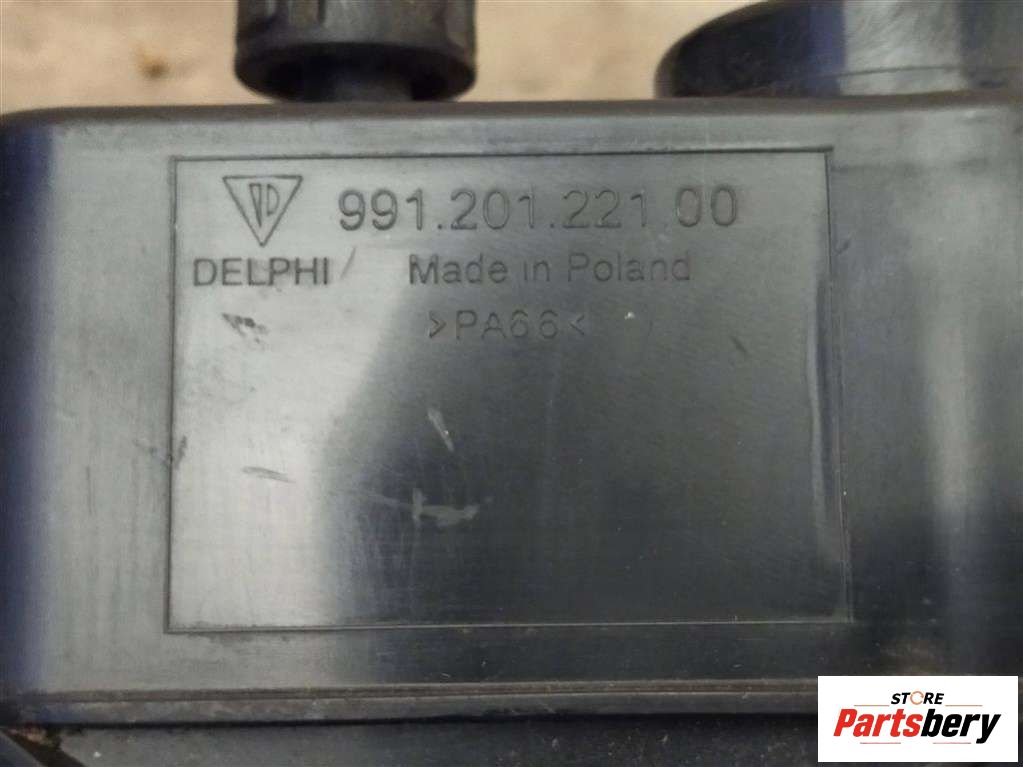 991.201.221.00
DELPHI Made in Poland
>PA66<
STORE
Partsbery